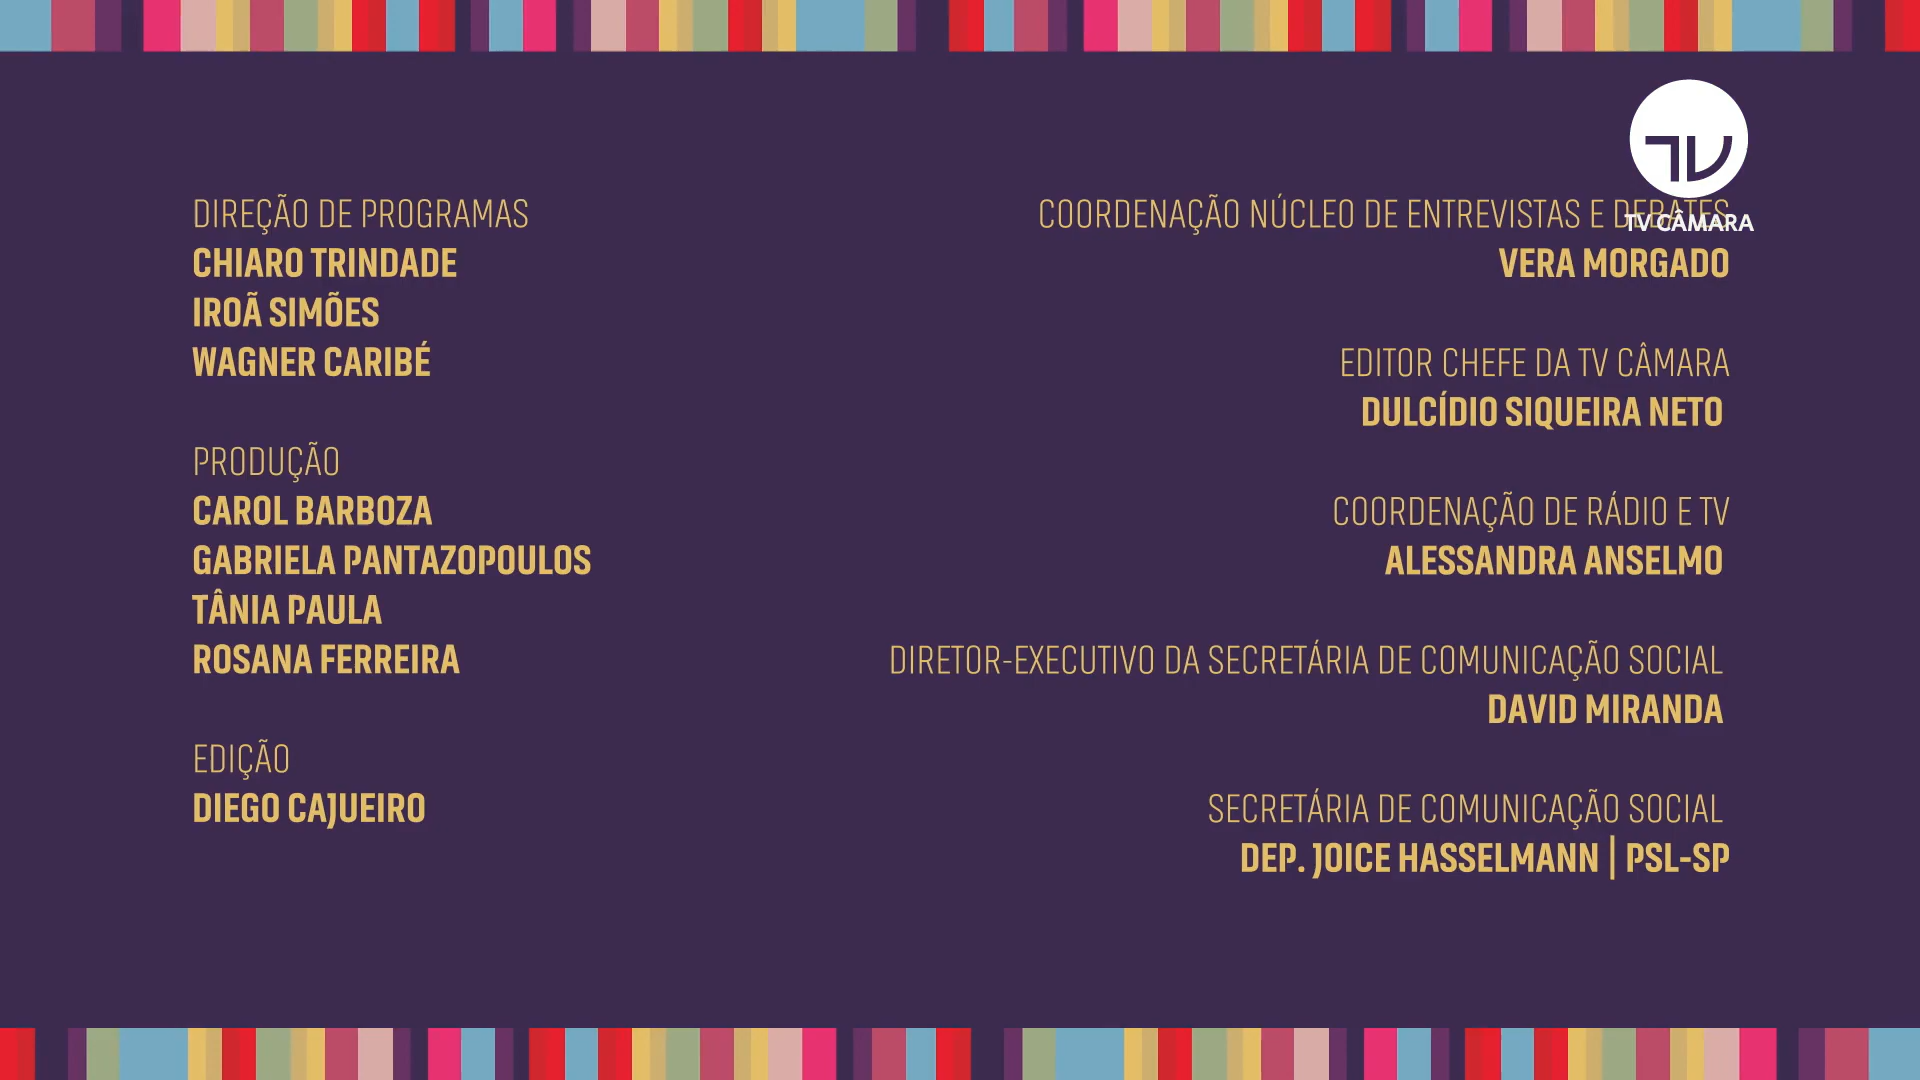 DIREÇÃO DE PROGRAMAS
CHIARO TRINDADE
IROÃ SIMÕES
WAGNER CARIBÉ
PRODUÇÃO
CAROL BARBOZA
GABRIELA PANTAZOPOULOS
TÂNIA PAULA
ROSANA FERREIRA
EDIÇÃO
DIEGO CAJUEIRO
TV
TV CÂMARA
COORDENAÇÃO NÚCLEO DE ENTREVISTAS E DEBATES
VERA MORGADO
EDITOR CHEFE DA TV CÂMARA
DULCÍDIO SIQUEIRA NETO
COORDENAÇÃO DE RÁDIO E TV
ALESSANDRA ANSELMO
DIRETOR-EXECUTIVO DA SECRETÁRIA DE COMUNICAÇÃO SOCIAL
DAVID MIRANDA
SECRETÁRIA DE COMUNICAÇÃO SOCIAL
DEP. JOICE HASSELMANN | PSL-SP